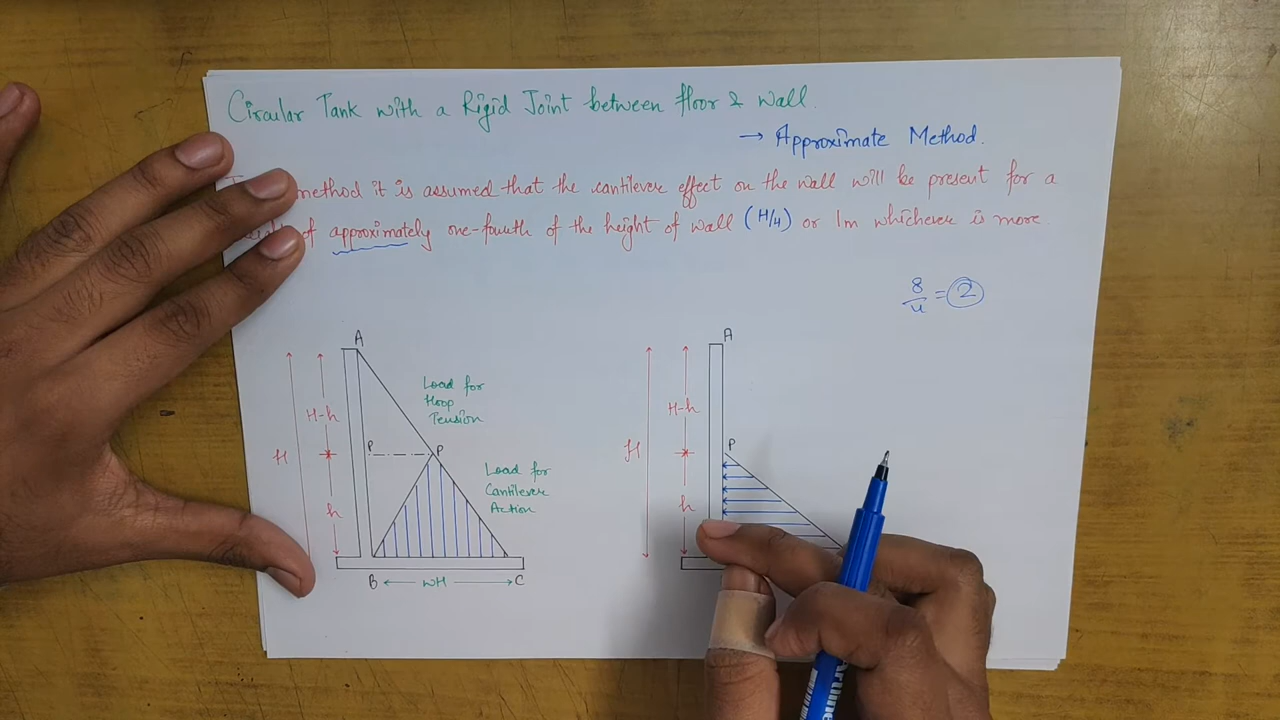 Circular Tank with a Rigid Joint between floor & Wall.
→ Approximate Method.
method it is assumed that the cantilever effect on the wall will be present for a
of approximately one-fourth of the height of wall (H/4) or 1m whichever is more.
8/4 = 2
A
H-h
Load for
Hoop
Tension
P
P
H
h
Load for
Cantilever
Action
B
wH
C
A
H-h
H
P
h